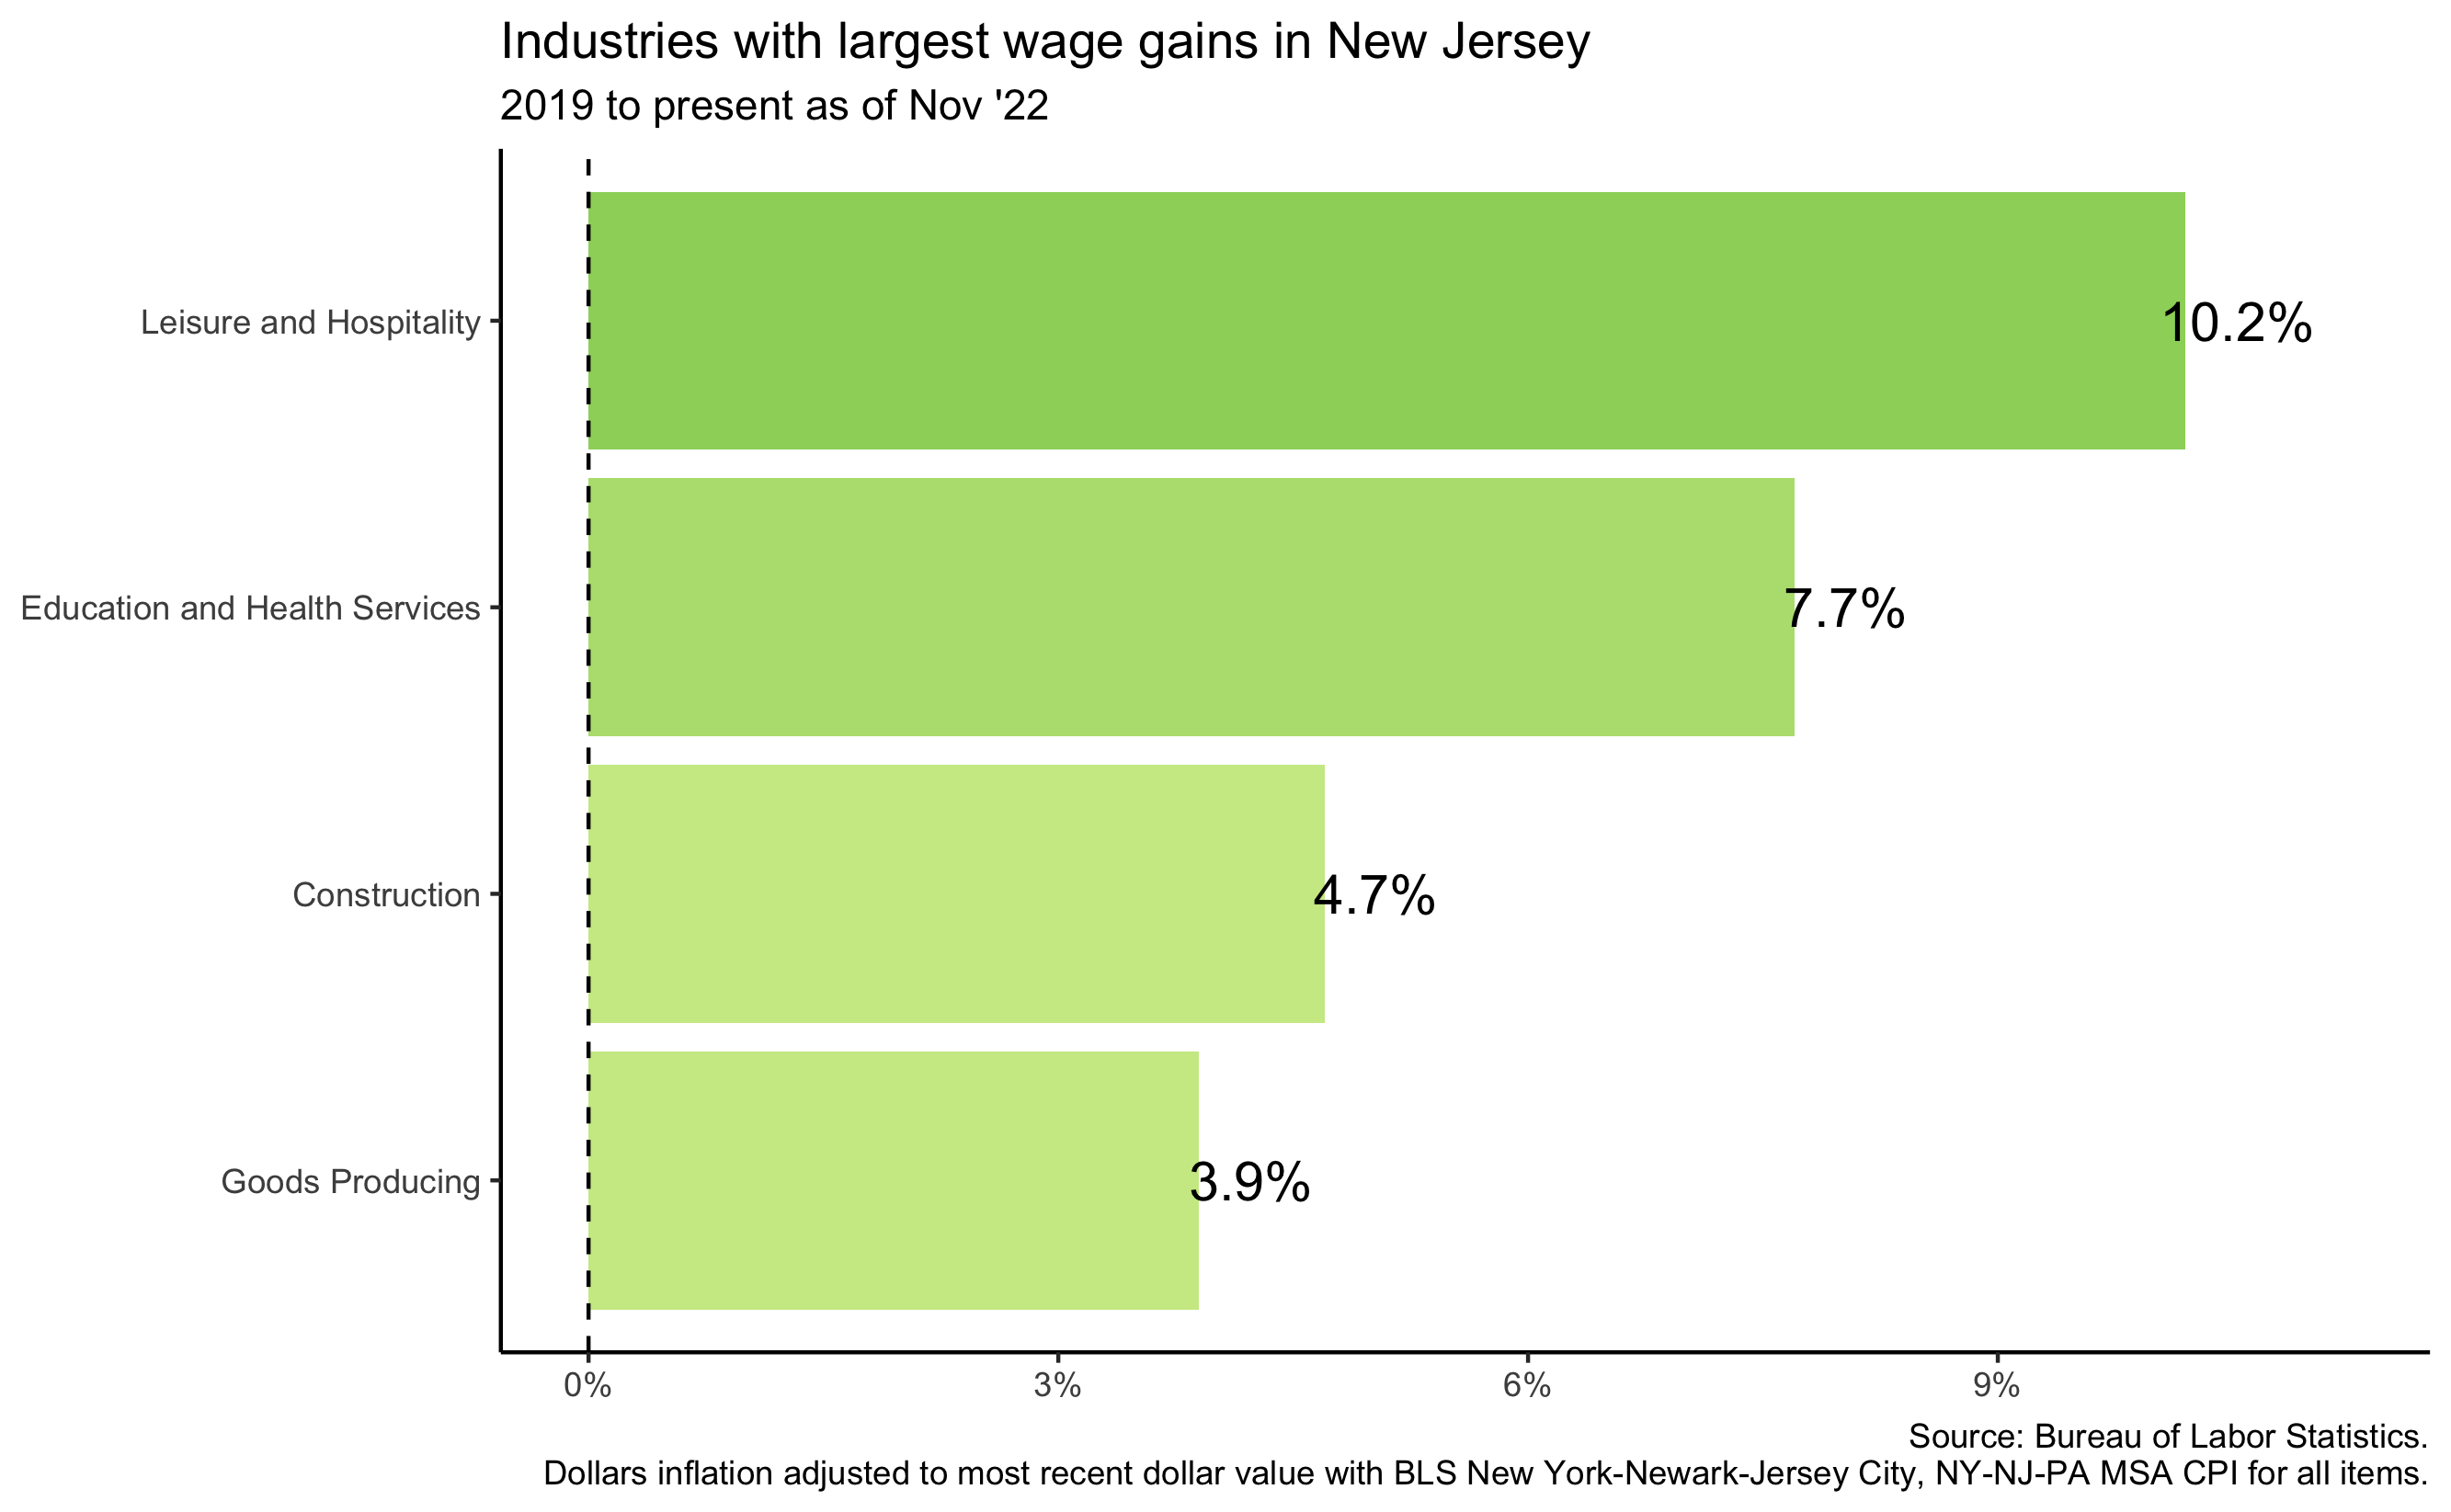 Industries with largest wage gains in New Jersey
2019 to present as of Nov '22
Leisure and Hospitality
10.2%
Education and Health Services
7.7%
Construction
4.7%
Goods Producing
3.9%
0% 3% 6% 9%
Source: Bureau of Labor Statistics.
Dollars inflation adjusted to most recent dollar value with BLS New York-Newark-Jersey City, NY-NJ-PA MSA CPI for all items.